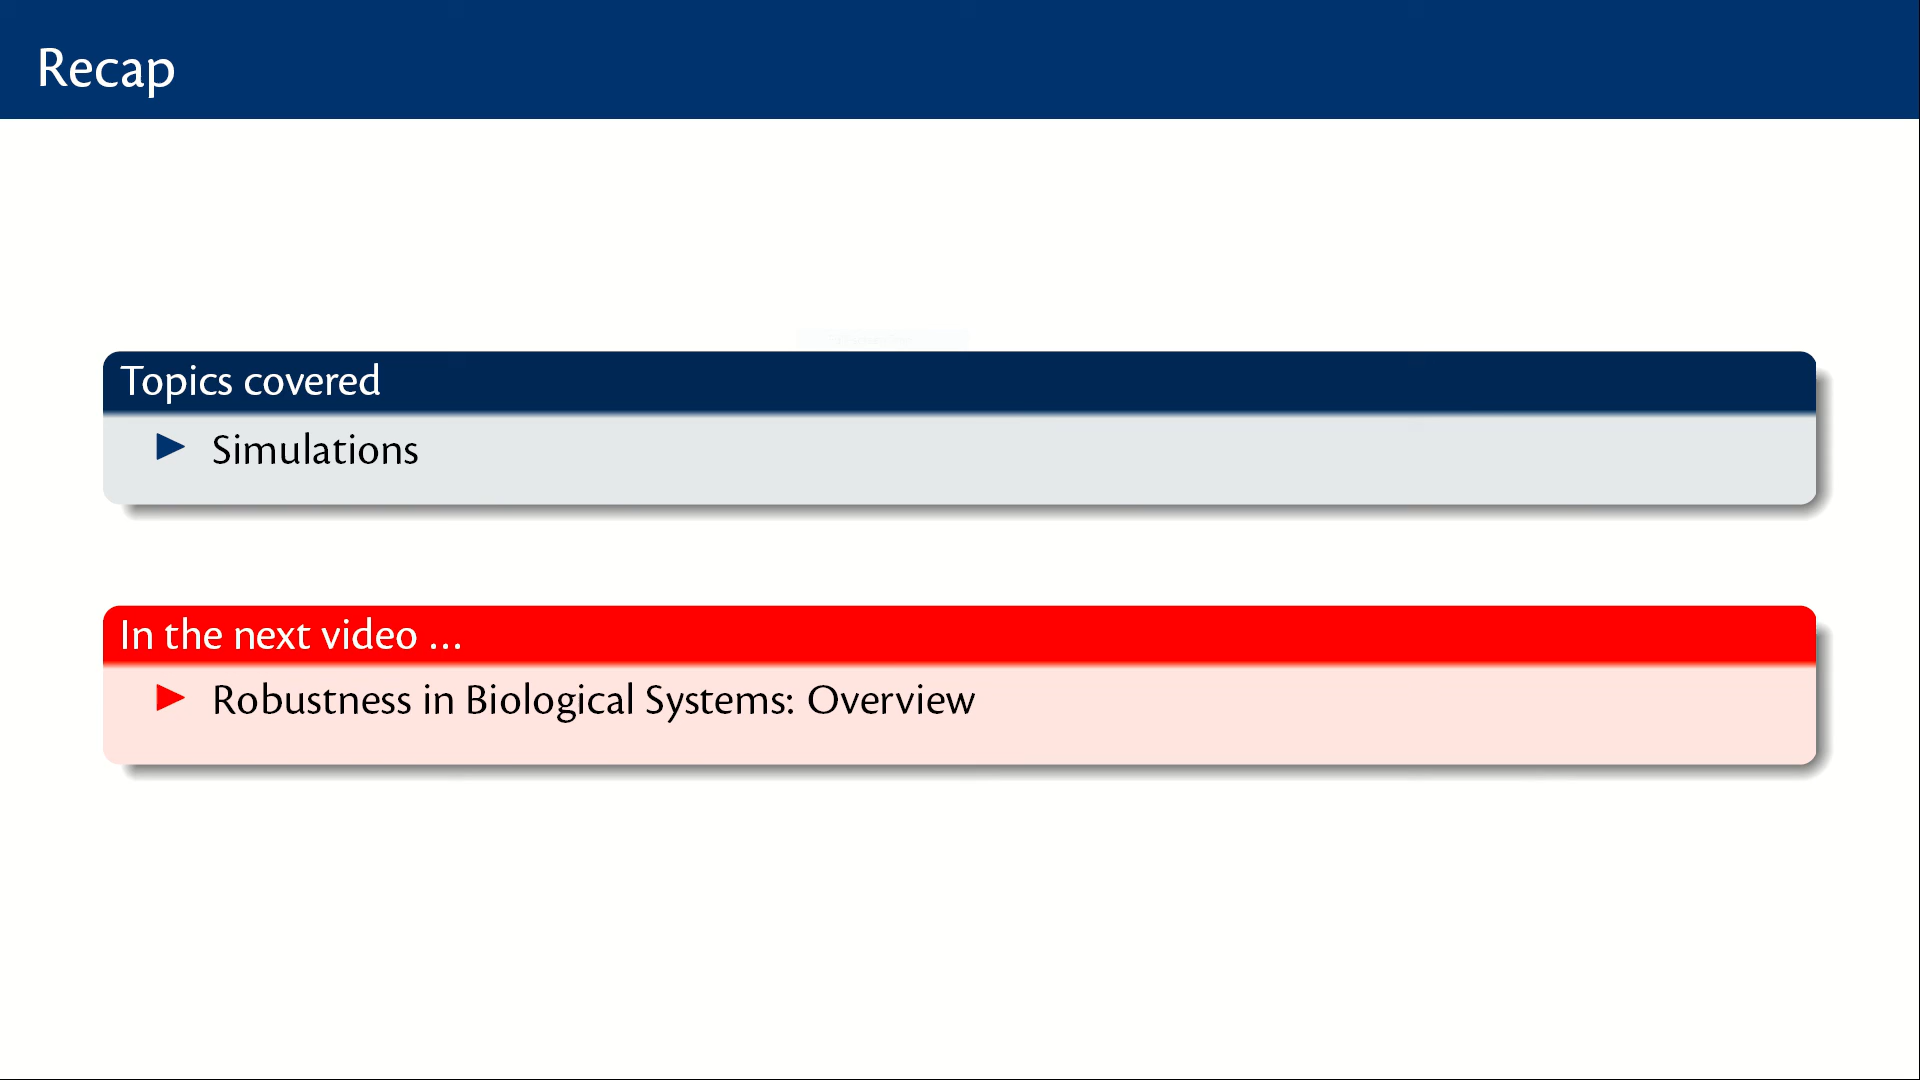 Recap
Topics covered
Simulations
In the next video ...
Robustness in Biological Systems: Overview